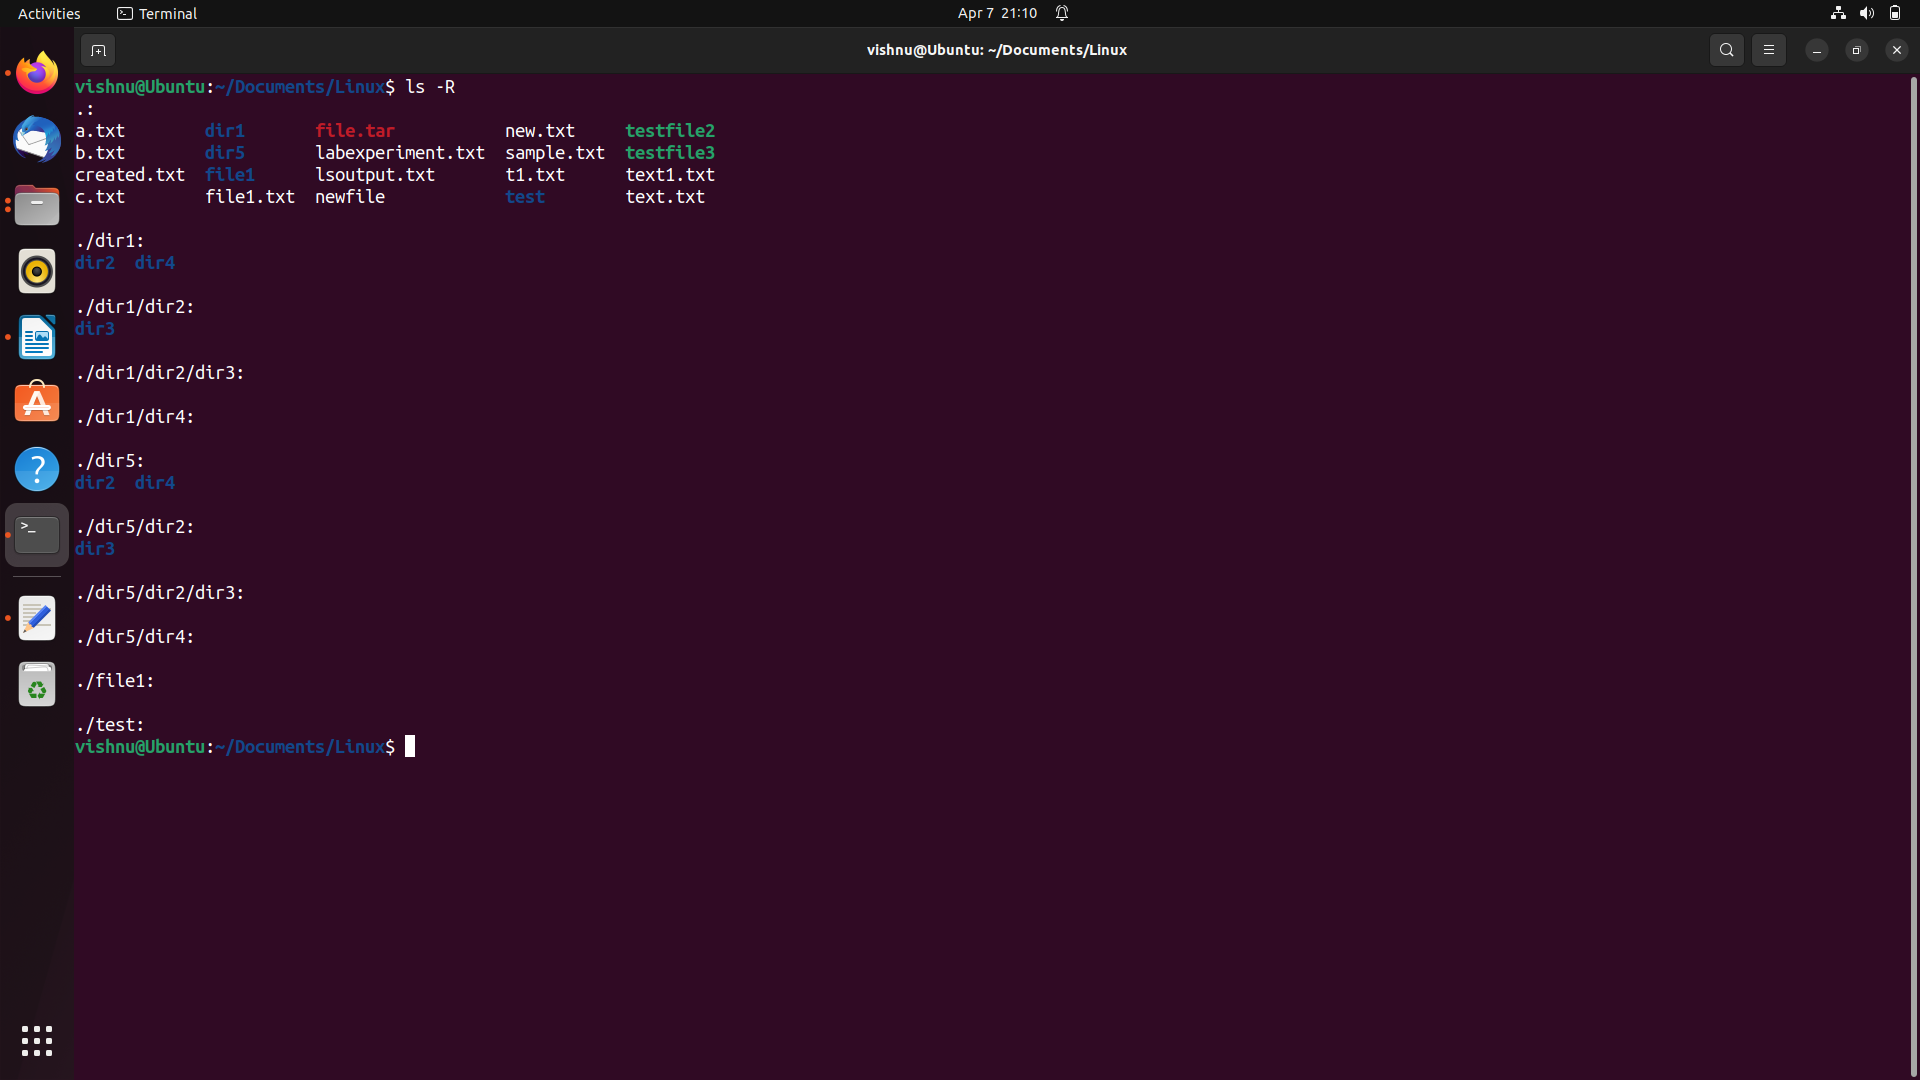 Activities Terminal Apr 7 21:10
vishnu@Ubuntu: ~/Documents/Linux
vishnu@Ubuntu:~/Documents/Linux$ ls -R
.:
a.txt dir1 file.tar new.txt testfile2
b.txt dir5 labexperiment.txt sample.txt testfile3
created.txt file1 lsoutput.txt t1.txt text1.txt
c.txt file1.txt newfile test text.txt
./dir1:
dir2 dir4
./dir1/dir2:
dir3
./dir1/dir2/dir3:
./dir1/dir4:
./dir5:
dir2 dir4
./dir5/dir2:
dir3
./dir5/dir2/dir3:
./dir5/dir4:
./file1:
./test:
vishnu@Ubuntu:~/Documents/Linux$